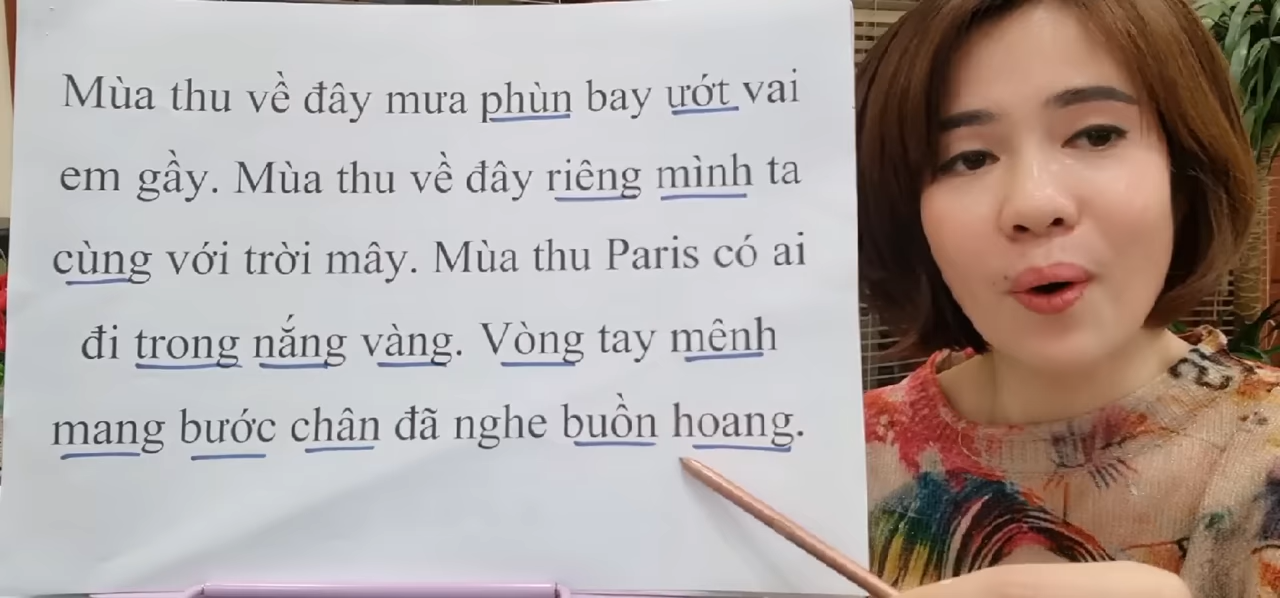 Mùa thu về đây mưa phùn bay ướt vai
em gầy. Mùa thu về đây riêng mình ta
cùng với trời mây. Mùa thu Paris có ai
đi trong nắng vàng. Vòng tay mênh
mang bước chân đã nghe buồn hoang.